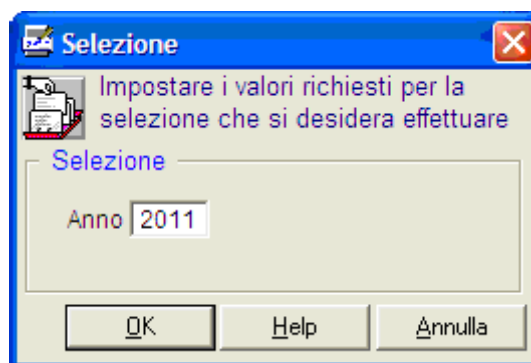 Selezione
Impostare i valori richiesti per la
selezione che si desidera effettuare
Selezione
Anno 2011
OK Help Annulla